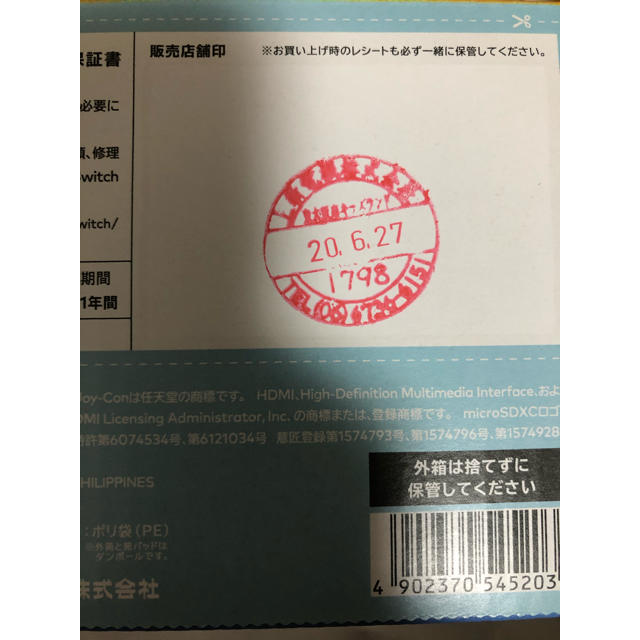 保証書
販売店舗印
※お買い上げ時のレシートも必ず一緒に保管してください。
必要に
、修理
witch
witch/
期間
1年間
20.6.27
1798
TEL(06)6726-6151
Joy-Conは任天堂の商標です。 HDMI、High-Definition Multimedia Interface、およ
DMI Licensing Administrator, Inc. の商標または、登録商標です。 microSDXCロゴ
許第6074534号、第6121034号 意匠登録第1574793号、第1574796号、第1574928
PHILIPPINES
外箱は捨てずに
保管してください
:ポリ袋(PE)
※外装と紙パッドは
ダンボールです。
株式会社
4 902370 545203